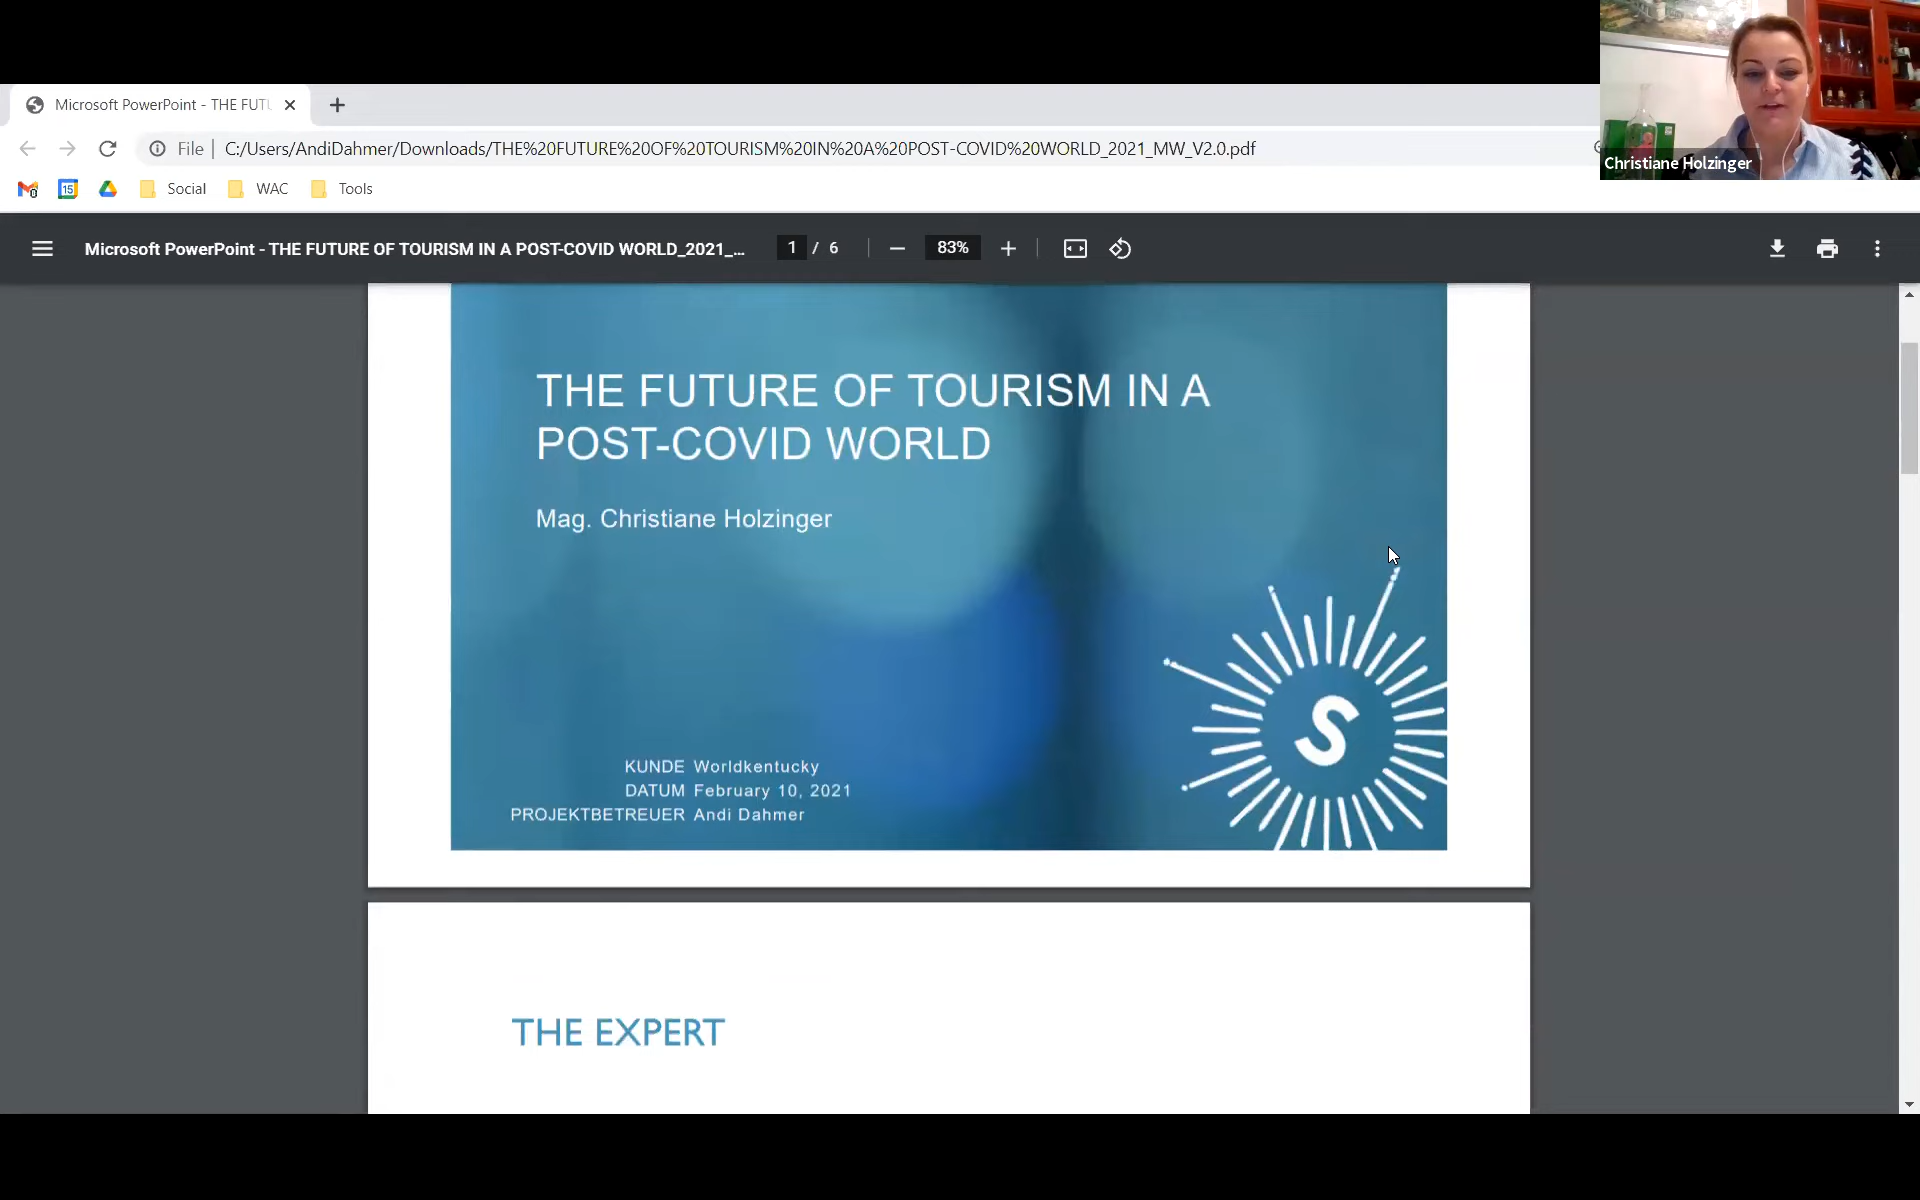 Microsoft PowerPoint - THE FUTU
File
C:/Users/AndiDahmer/Downloads/THE%20FUTURE%20OF%20TOURISM%20IN%20A%20POST-COVID%20WORLD_2021_MW_V2.0.pdf
Christiane Holzinger
15 Social WAC Tools
Microsoft PowerPoint - THE FUTURE OF TOURISM IN A POST-COVID WORLD_2021_... 1 / 6 83%
THE FUTURE OF TOURISM IN A
POST-COVID WORLD
Mag. Christiane Holzinger
S
KUNDE Worldkentucky
DATUM February 10, 2021
PROJEKTBETREUER Andi Dahmer
THE EXPERT